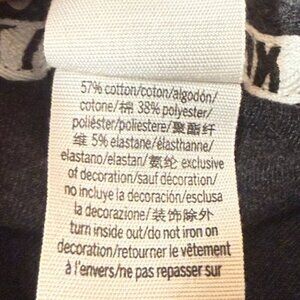 57% cotton/coton/algodón/
cotone/棉 38% polyester/
poliéster/poliestere/聚酯纤
维 5% elastane/élasthanne/
elastano/elastan/氨纶 exclusive
of decoration/sauf décoration/
no incluye la decoración/esclusa
la decorazione/装饰除外
turn inside out/do not iron on
decoration/retourner le vêtement
à l'envers/ne pas repasser sur